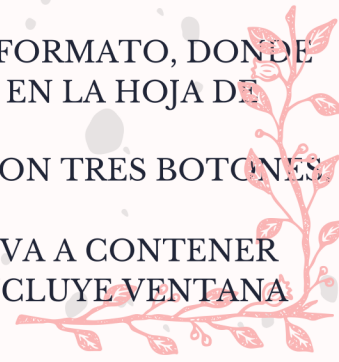 FORMATO, DONDE
EN LA HOJA DE
ON TRES BOTONES.
VA A CONTENER
CLUYE VENTANA